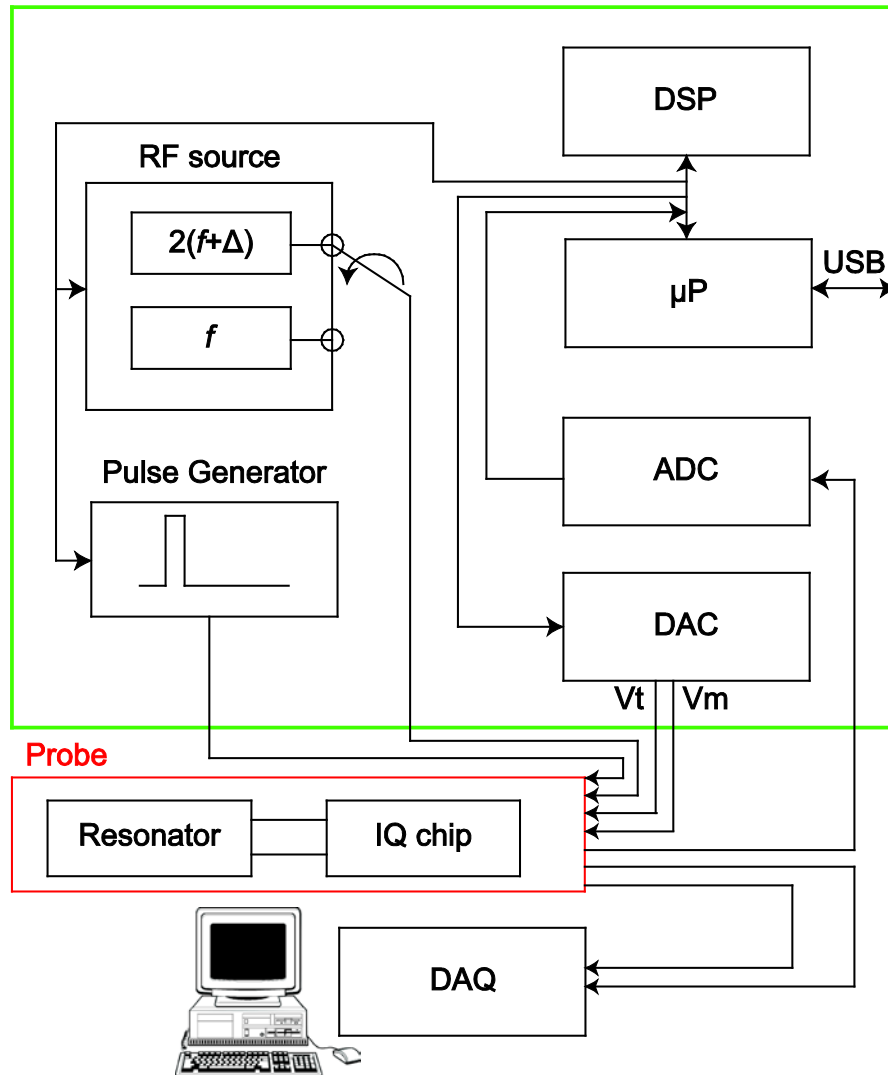 DSP
RF source
2(f+Δ)
USB
µP
f
ADC
Pulse Generator
DAC
Vt Vm
Probe
Resonator
IQ chip
DAQ